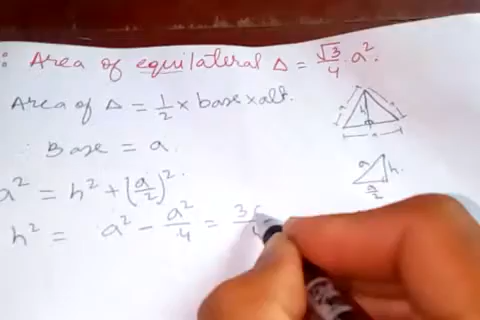 : Area of equilateral Δ = √3/4 . a².
Area of Δ = 1/2 × base × alt.
∴ Base = a.
a² = h² + (a/2)².
h² = a² - a²/4 = 3
a
h
a
a
a
h.
a/2